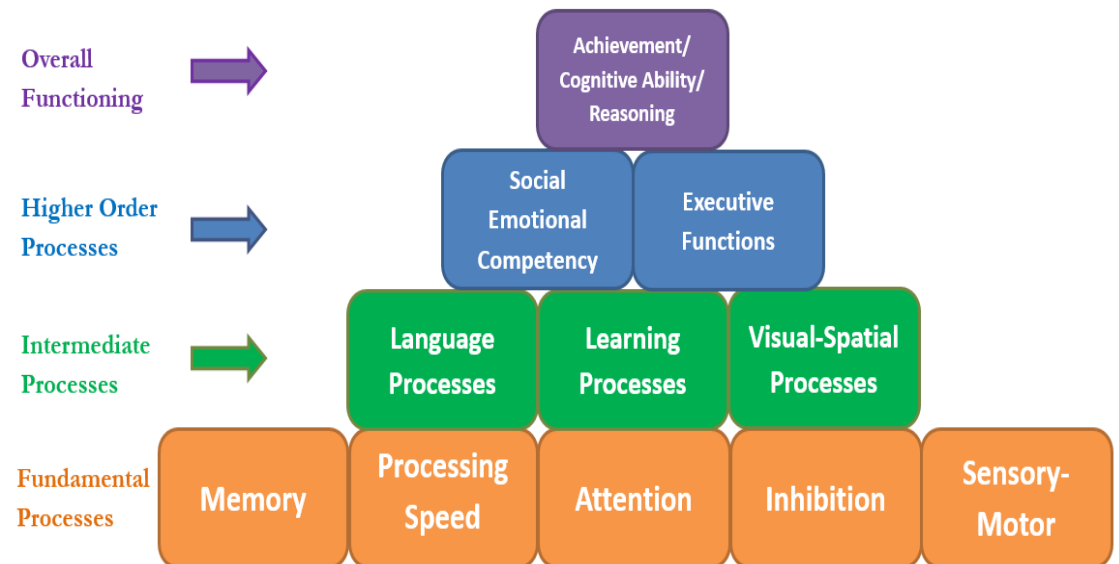 Overall
Functioning
Achievement/
Cognitive Ability/
Reasoning
Higher Order
Processes
Social
Emotional
Competency
Executive
Functions
Intermediate
Processes
Language
Processes
Learning
Processes
Visual-Spatial
Processes
Fundamental
Processes
Memory
Processing
Speed
Attention
Inhibition
Sensory-
Motor